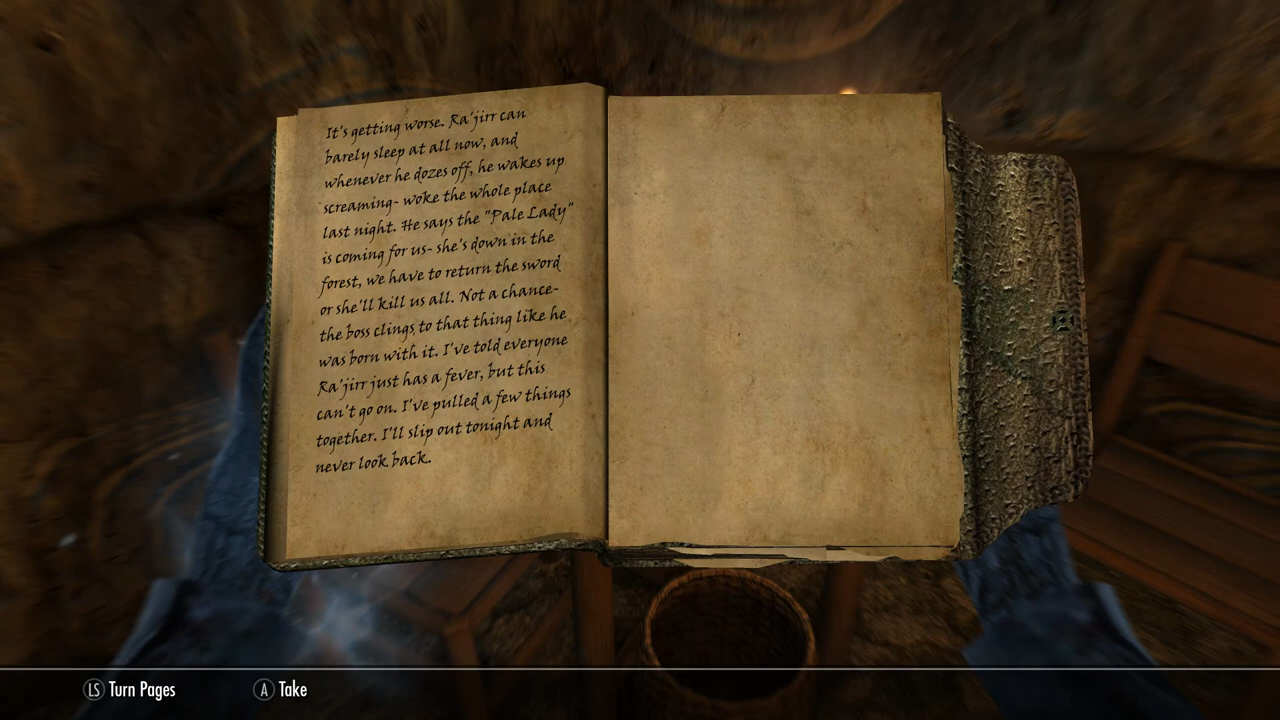 It's getting worse. Ra'jirr can
barely sleep at all now, and
whenever he dozes off, he wakes up
screaming- woke the whole place
last night. He says the "Pale Lady"
is coming for us- she's down in the
forest, we have to return the sword
or she'll kill us all. Not a chance-
the boss clings to that thing like he
was born with it. I've told everyone
Ra'jirr just has a fever, but this
can't go on. I've pulled a few things
together. I'll slip out tonight and
never look back.
LS Turn Pages
A Take